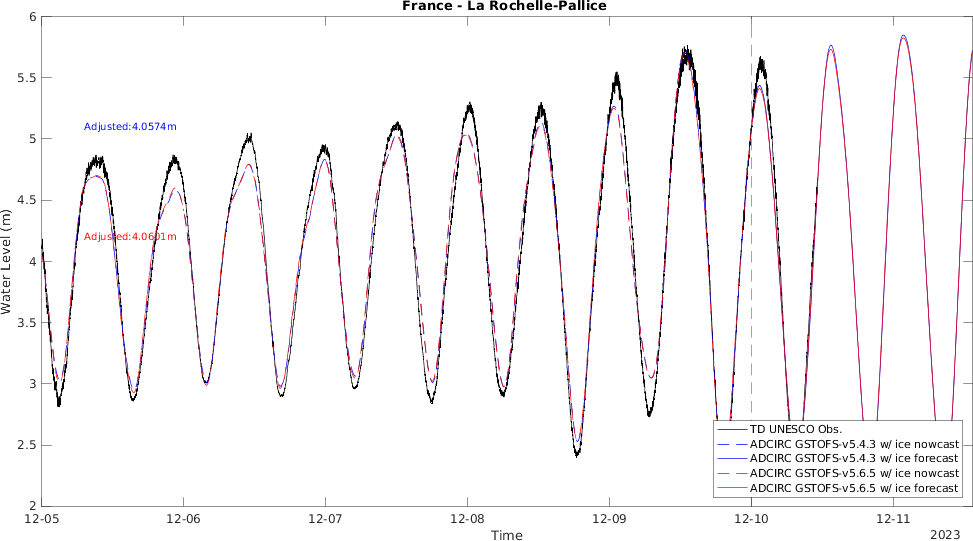 France - La Rochelle-Pallice
6
5.5
5
4.5
4
3.5
3
2.5
2
Water Level (m)
Adjusted:4.0574m
Adjusted:4.0601m
TD UNESCO Obs.
ADCIRC GSTOFS-v5.4.3 w/ ice nowcast
ADCIRC GSTOFS-v5.4.3 w/ ice forecast
ADCIRC GSTOFS-v5.6.5 w/ ice nowcast
ADCIRC GSTOFS-v5.6.5 w/ ice forecast
12-05 12-06 12-07 12-08 12-09 12-10 12-11
Time
2023